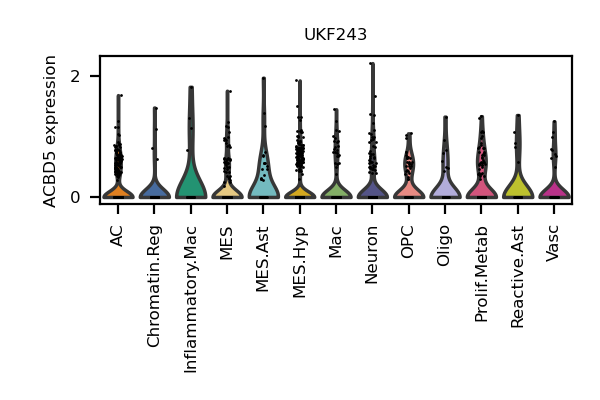 UKF243
ACBD5 expression
2
0
AC
Chromatin.Reg
Inflammatory.Mac
MES
MES.Ast
MES.Hyp
Mac
Neuron
OPC
Oligo
Prolif.Metab
Reactive.Ast
Vasc